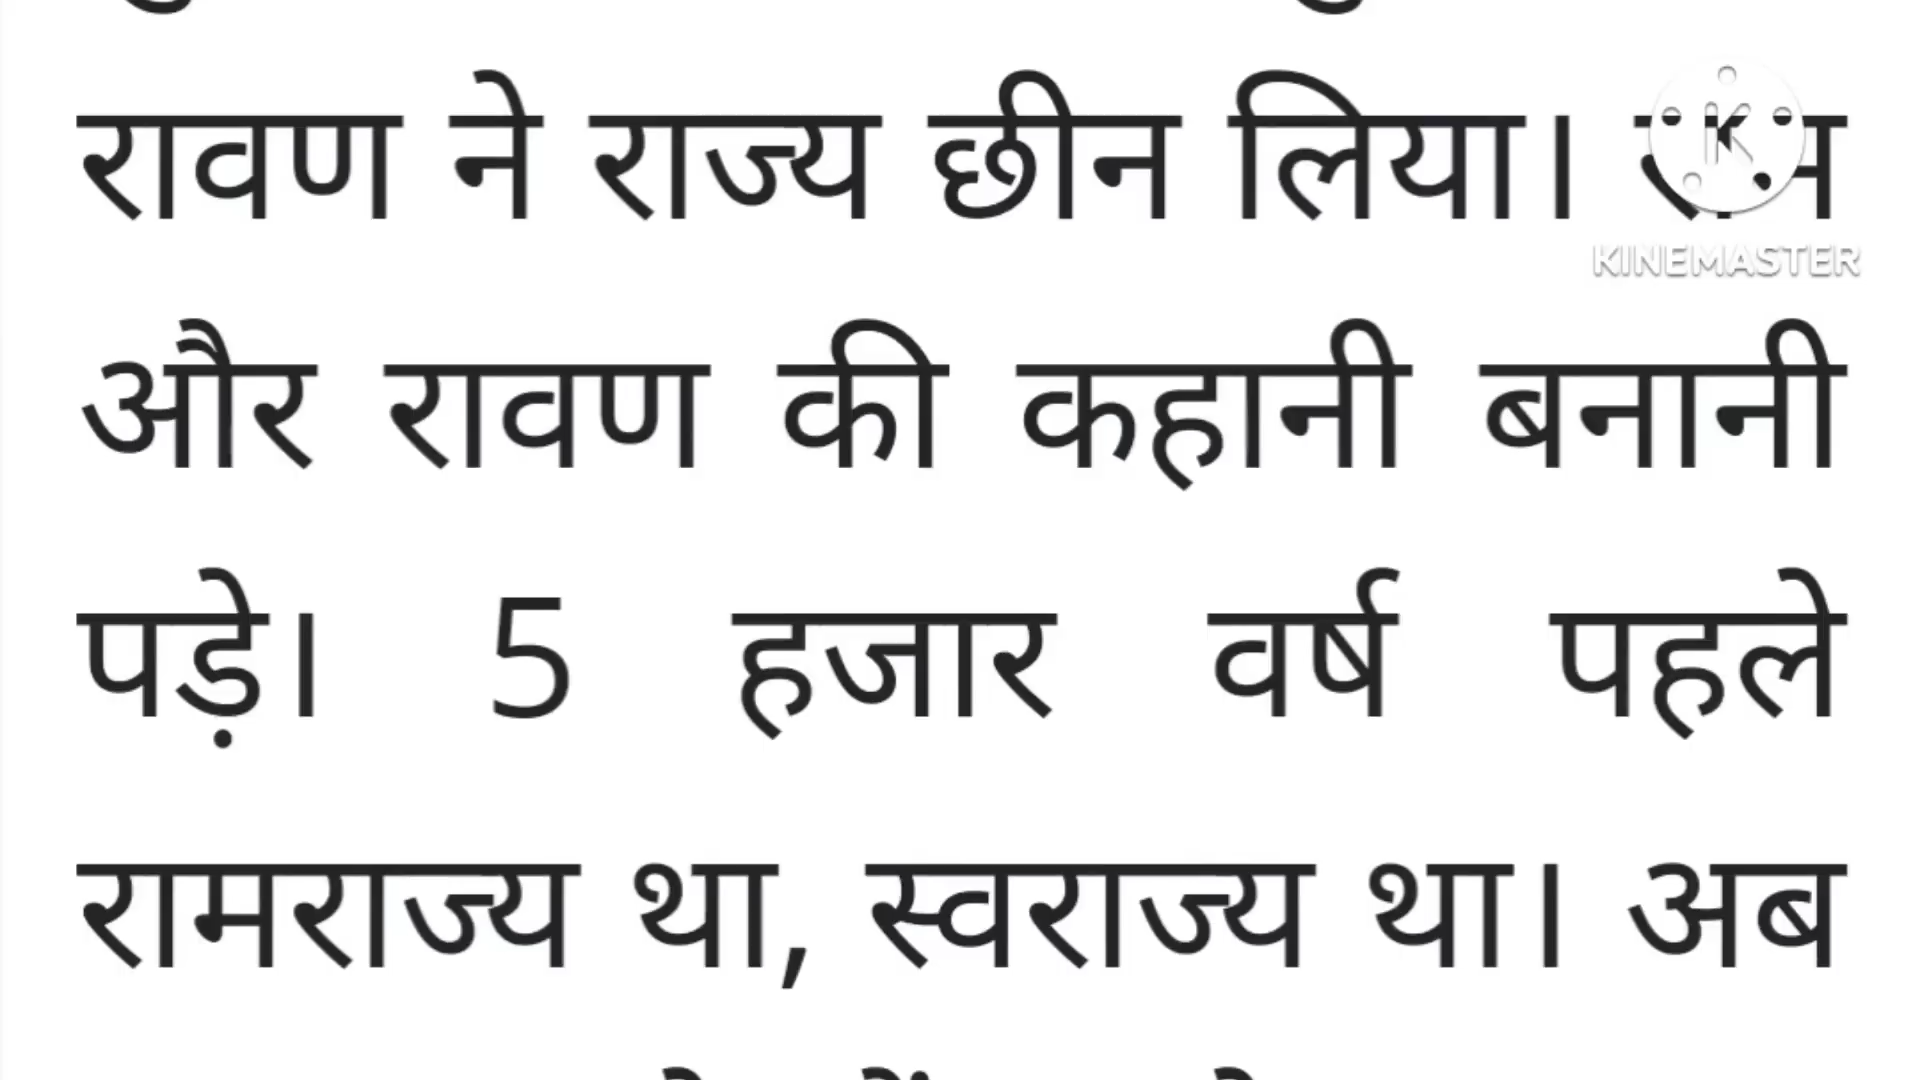 रावण ने राज्य छीन लिया। राम
KINEMASTER
और रावण की कहानी बनानी
पड़े। 5 हजार वर्ष पहले
रामराज्य था, स्वराज्य था। अब